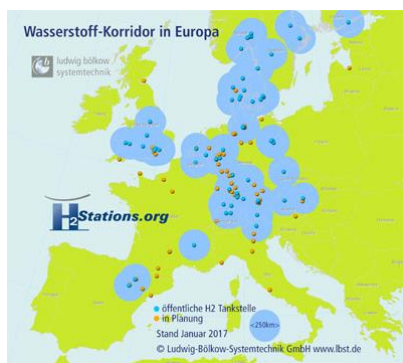 Wasserstoff-Korridor in Europa
ludwig bölkow
systemtechnik
H2Stations.org
öffentliche H2 Tankstelle
in Planung
<250km>
Stand Januar 2017
© Ludwig-Bölkow-Systemtechnik GmbH www.lbst.de